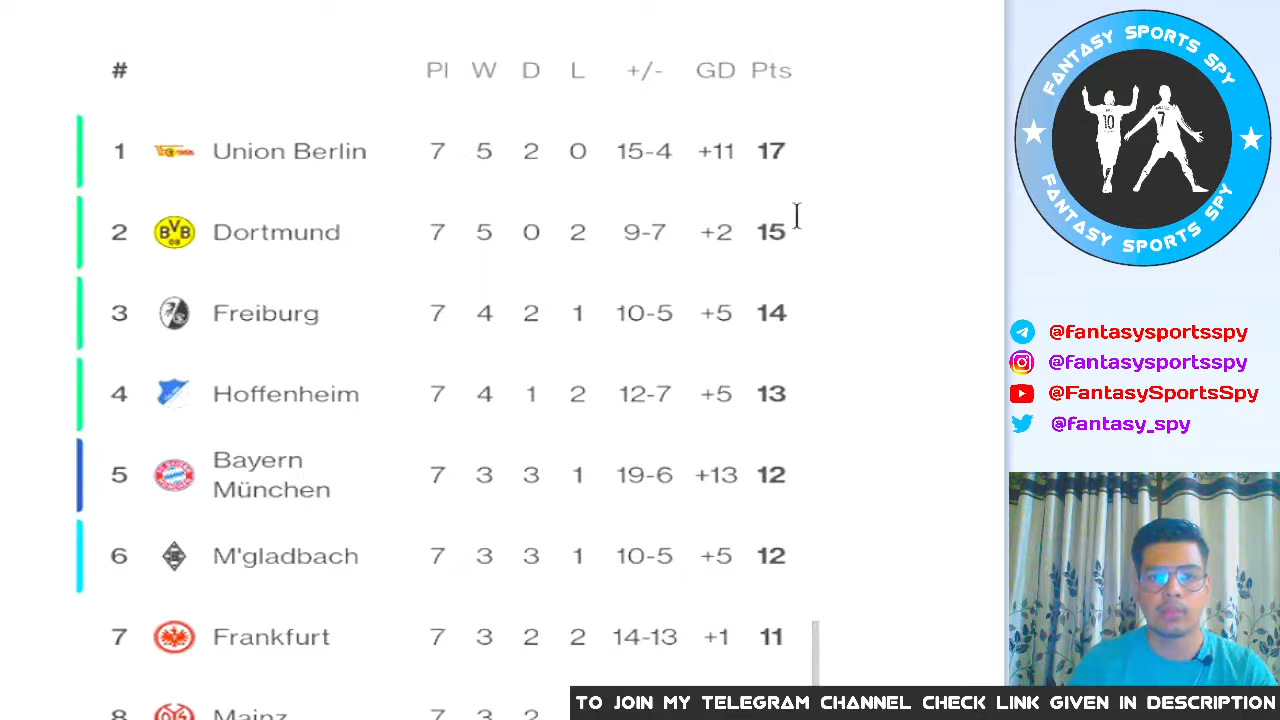 # Pl W D L +/- GD Pts
1 Union Berlin 7 5 2 0 15-4 +11 17
2 Dortmund 7 5 0 2 9-7 +2 15
3 Freiburg 7 4 2 1 10-5 +5 14
4 Hoffenheim 7 4 1 2 12-7 +5 13
5 Bayern München 7 3 3 1 19-6 +13 12
6 M'gladbach 7 3 3 1 10-5 +5 12
7 Frankfurt 7 3 2 2 14-13 +1 11
8 Mainz 7 3 2
FANTASY SPORTS SPY
10 7
FANTASY SPORTS SPY
@fantasysportsspy
@fantasysportsspy
@FantasySportsSpy
@fantasy_spy
TO JOIN MY TELEGRAM CHANNEL CHECK LINK GIVEN IN DESCRIPTION